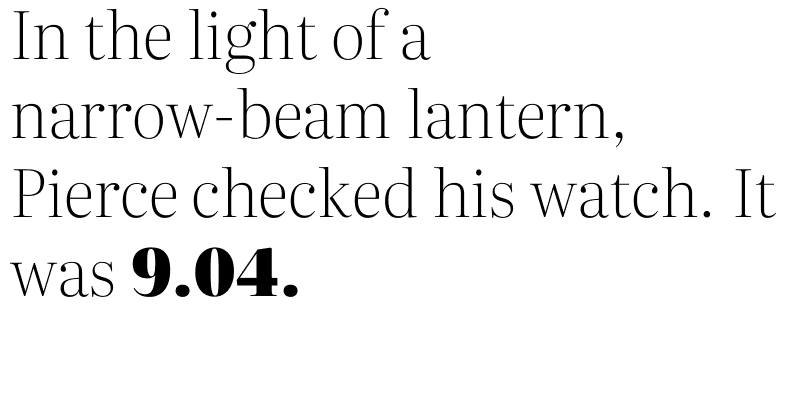 In the light of a
narrow-beam lantern,
Pierce checked his watch. It
was 9.04.